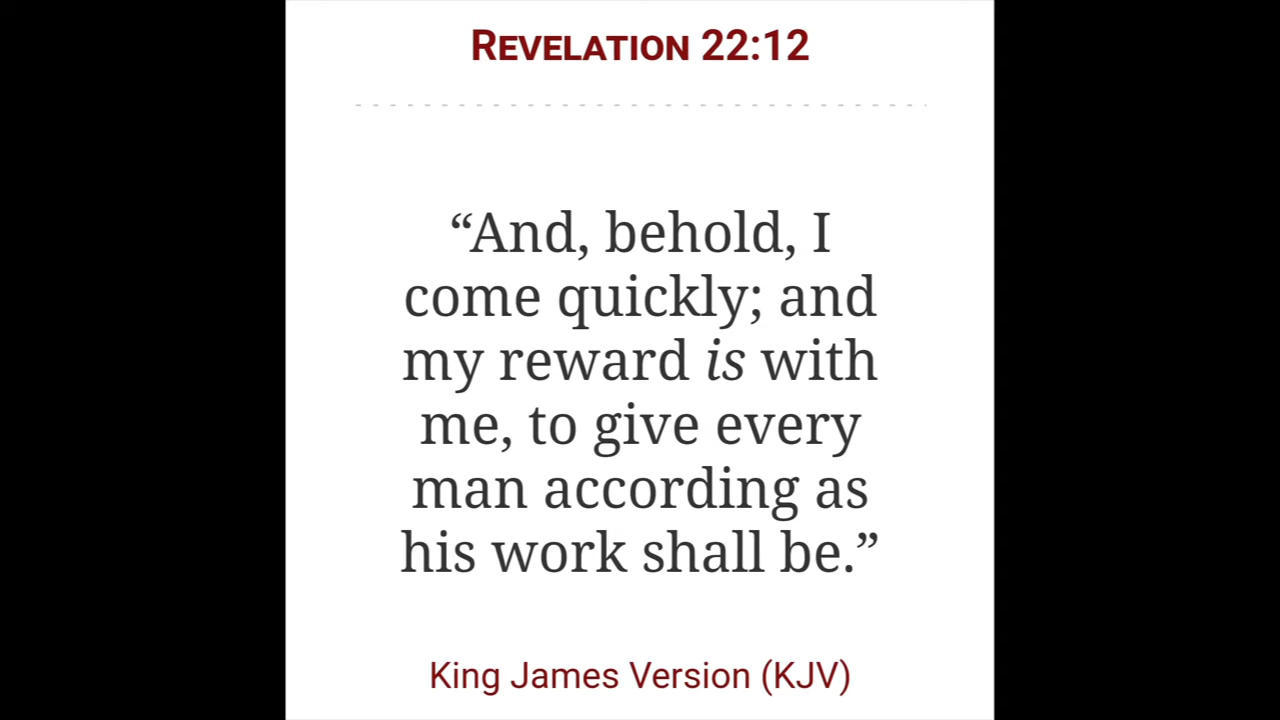 REVELATION 22:12
“And, behold, I
come quickly; and
my reward is with
me, to give every
man according as
his work shall be.”
King James Version (KJV)